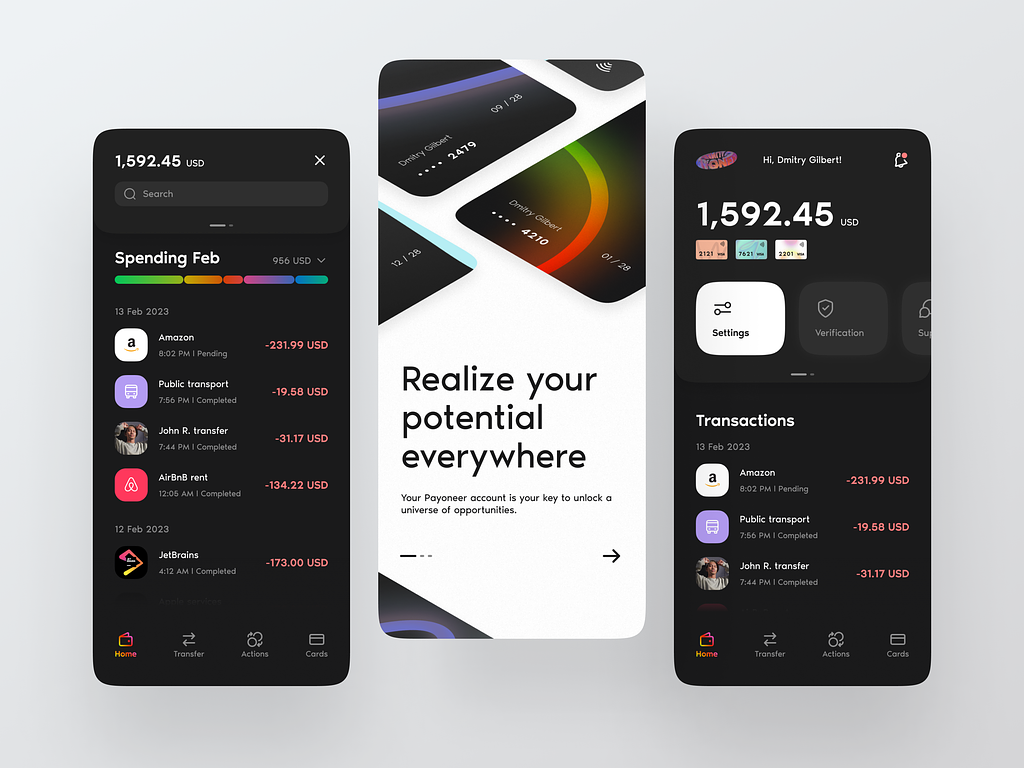 1,592.45 USD
Search
Spending Feb
956 USD
13 Feb 2023
Amazon
8:02 PM | Pending
-231.99 USD
Public transport
7:56 PM | Completed
-19.58 USD
John R. transfer
7:44 PM | Completed
-31.17 USD
AirBnB rent
12:05 AM | Completed
-134.22 USD
12 Feb 2023
JetBrains
4:12 AM | Completed
-173.00 USD
Home
Transfer
Actions
Cards
09 / 28
Dmitry Gilbert
•••• 2479
Dmitry Gilbert
•••• 4210
01 / 28
12 / 28
Realize your
potential
everywhere
Your Payoneer account is your key to unlock a
universe of opportunities.
Hi, Dmitry Gilbert!
1,592.45 USD
2121 VISA
7621 VISA
2201 VISA
Settings
Verification
Sup
Transactions
13 Feb 2023
Amazon
8:02 PM | Pending
-231.99 USD
Public transport
7:56 PM | Completed
-19.58 USD
John R. transfer
7:44 PM | Completed
-31.17 USD
Home
Transfer
Actions
Cards